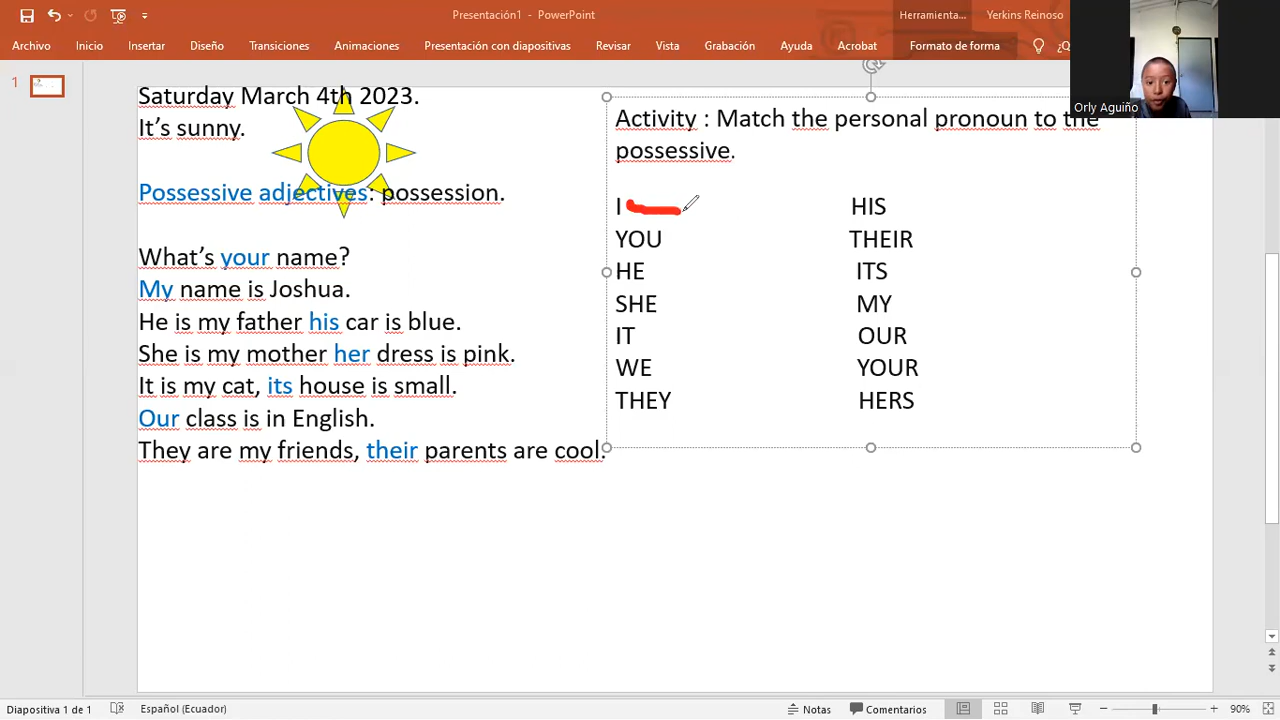 Presentación1 - PowerPoint
Herramienta...
Yerkins Reinoso
Archivo
Inicio
Insertar
Diseño
Transiciones
Animaciones
Presentación con diapositivas
Revisar
Vista
Grabación
Ayuda
Acrobat
Formato de forma
Orly Aguiño
1
Saturday March 4th 2023.
It's sunny.
Possessive adjectives: possession.
What's your name?
My name is Joshua.
He is my father his car is blue.
She is my mother her dress is pink.
It is my cat, its house is small.
Our class is in English.
They are my friends, their parents are cool.
Activity : Match the personal pronoun to the
possessive.
I HIS
YOU THEIR
HE ITS
SHE MY
IT OUR
WE YOUR
THEY HERS
Diapositiva 1 de 1
Español (Ecuador)
Notas
Comentarios
90%